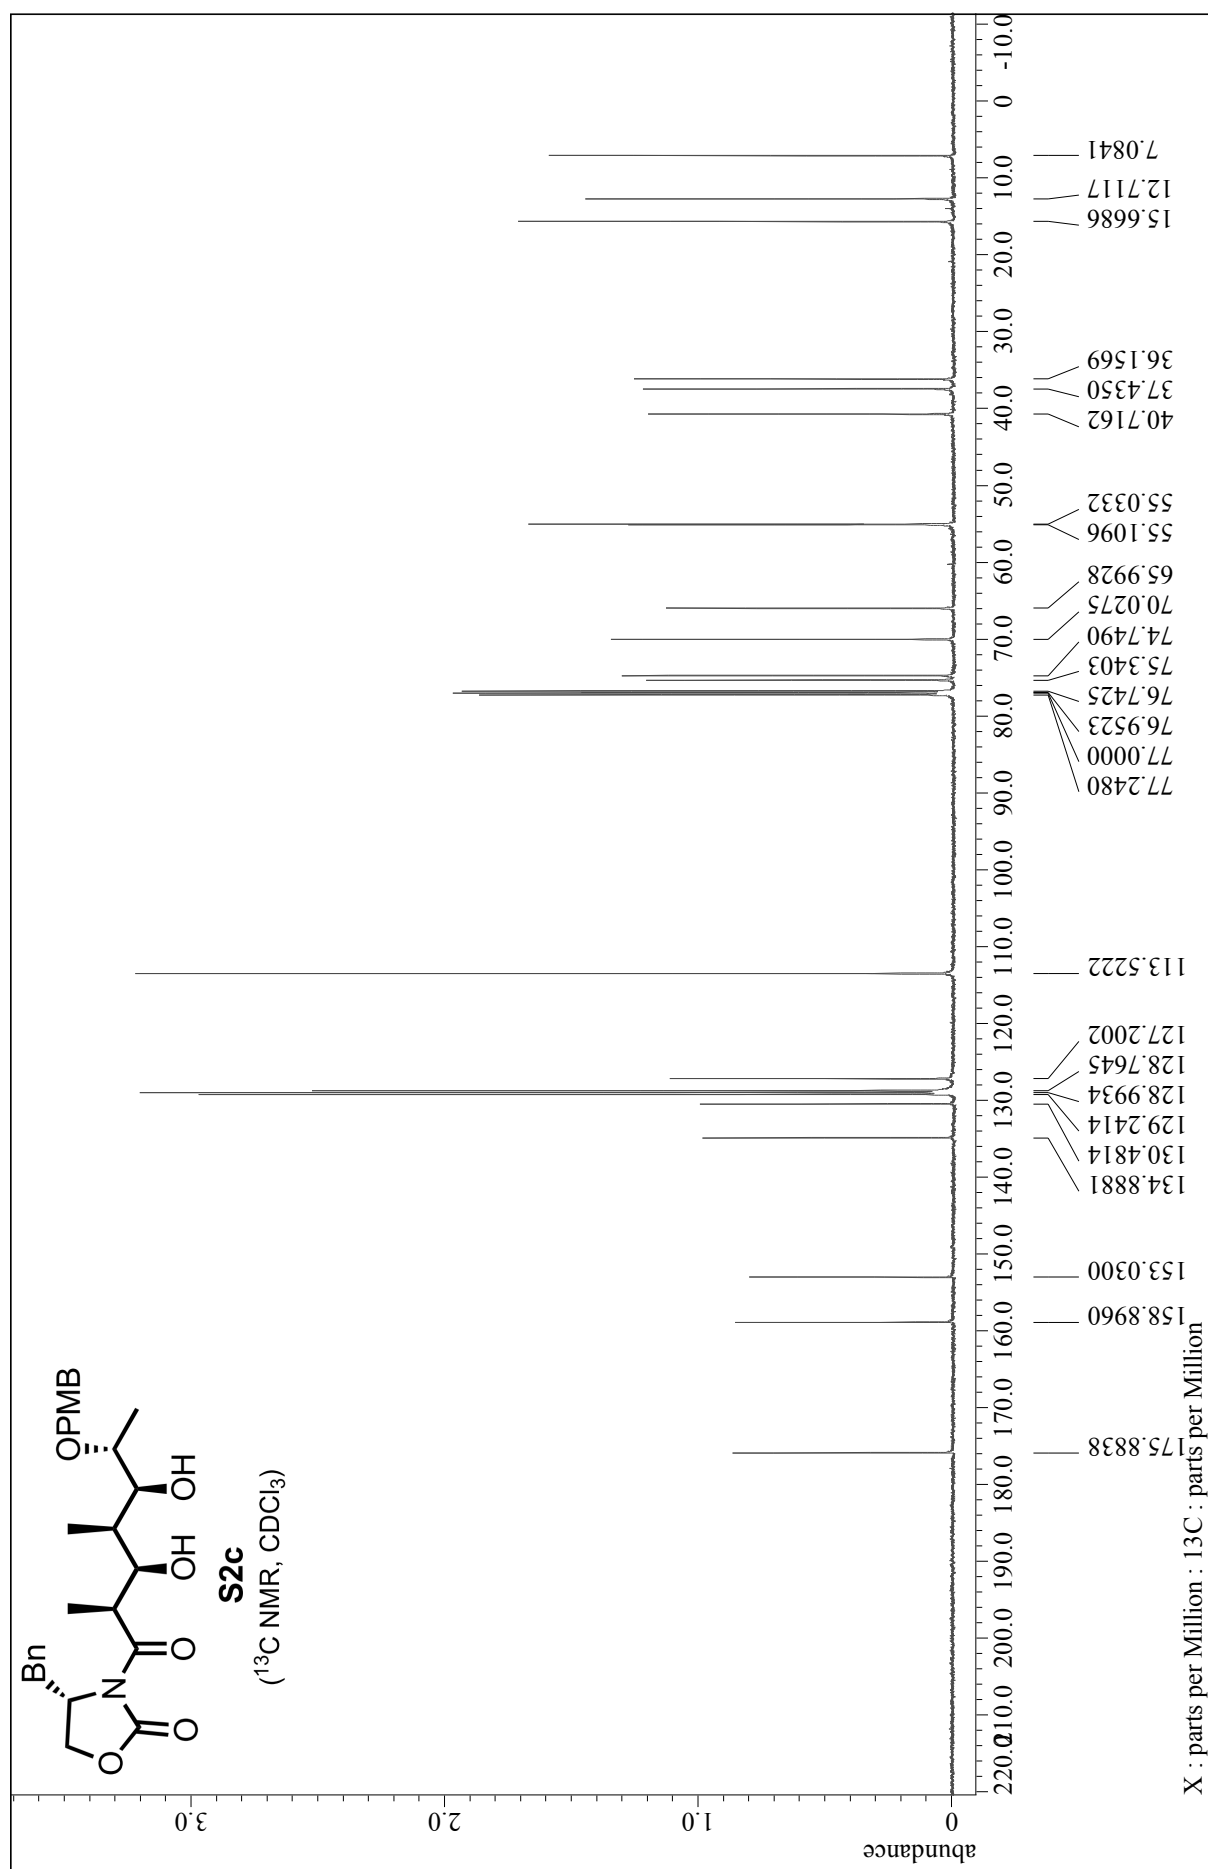 Bn
OPMB
O
N
O
O
OH
OH
S2c
(¹³C NMR, CDCl₃)
abundance
0 1.0 2.0 3.0
220.0 210.0 200.0 190.0 180.0 170.0 160.0 150.0 140.0 130.0 120.0 110.0 100.0 90.0 80.0 70.0 60.0 50.0 40.0 30.0 20.0 10.0 0 -10.0
175.8838
158.8960
153.0300
134.8881
130.4814
129.2414
128.9934
128.7645
127.2002
113.5222
77.2480
77.0000
76.9523
76.7425
75.3403
74.7490
70.0275
65.9928
55.1096
55.0332
40.7162
37.4350
36.1569
15.6686
12.7117
7.0841
X : parts per Million : 13C : parts per Million